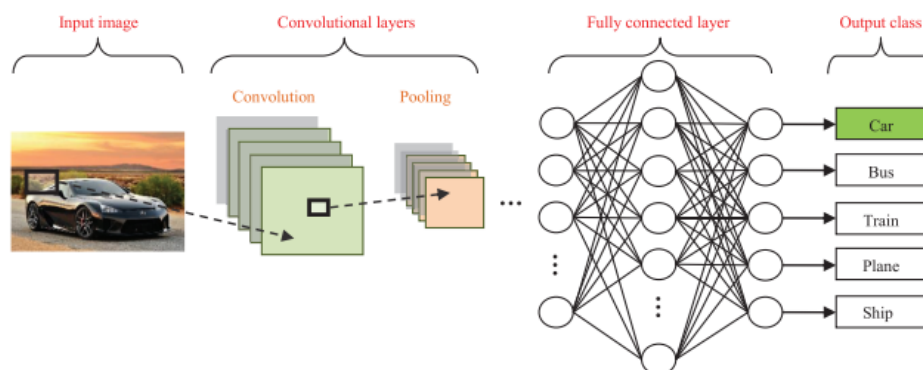 Input image
Convolutional layers
Fully connected layer
Output class
Convolution
Pooling
Car
Bus
Train
Plane
Ship